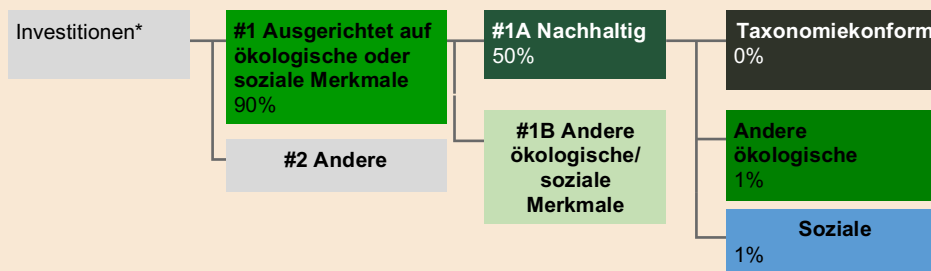 Investitionen*
#1 Ausgerichtet auf
ökologische oder
soziale Merkmale
90%
#2 Andere
#1A Nachhaltig
50%
#1B Andere
ökologische/
soziale
Merkmale
Taxonomiekonform
0%
Andere
ökologische
1%
Soziale
1%